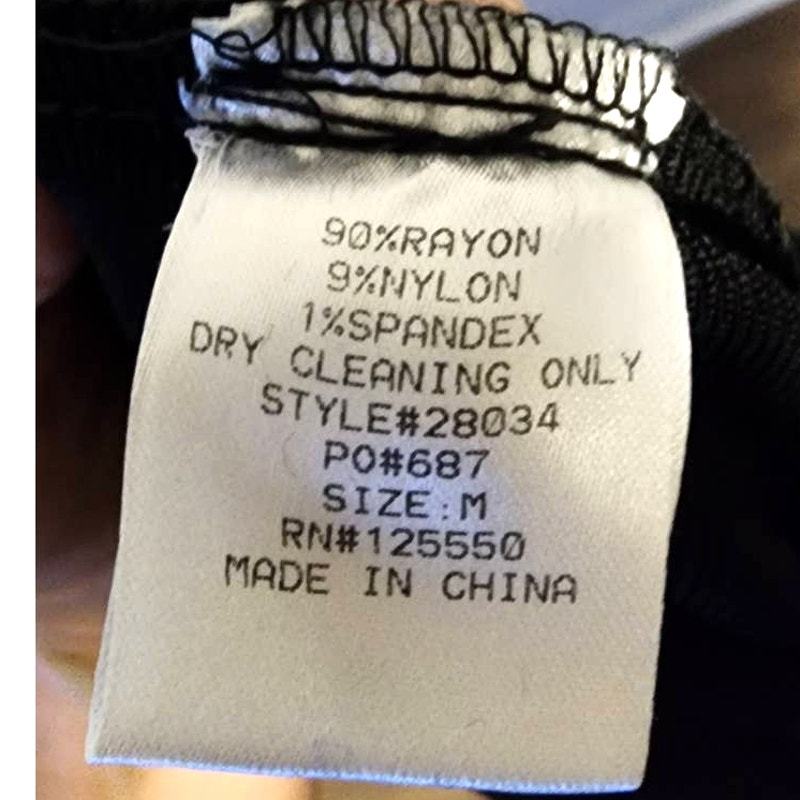 90%RAYON
9%NYLON
1%SPANDEX
DRY CLEANING ONLY
STYLE#28034
PO#687
SIZE:M
RN#125550
MADE IN CHINA